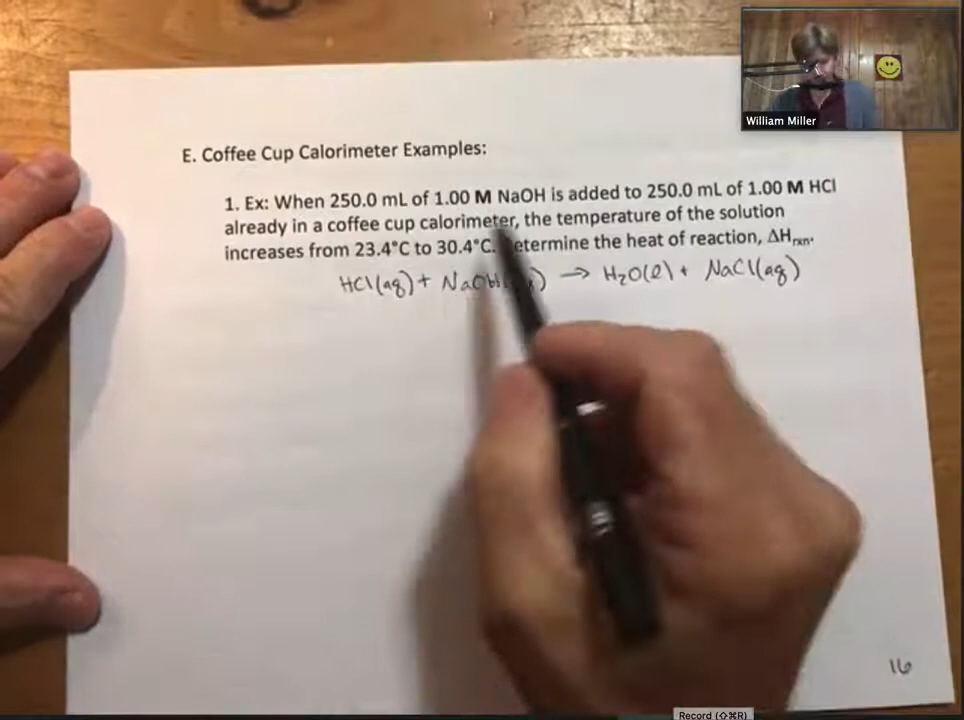 William Miller
E. Coffee Cup Calorimeter Examples:
1. Ex: When 250.0 mL of 1.00 M NaOH is added to 250.0 mL of 1.00 M HCl
already in a coffee cup calorimeter, the temperature of the solution
increases from 23.4°C to 30.4°C. Determine the heat of reaction, ΔHrxn.
HCl(aq) + NaOH(aq) → H₂O(l) + NaCl(aq)
16
Record (⇧⌘R)